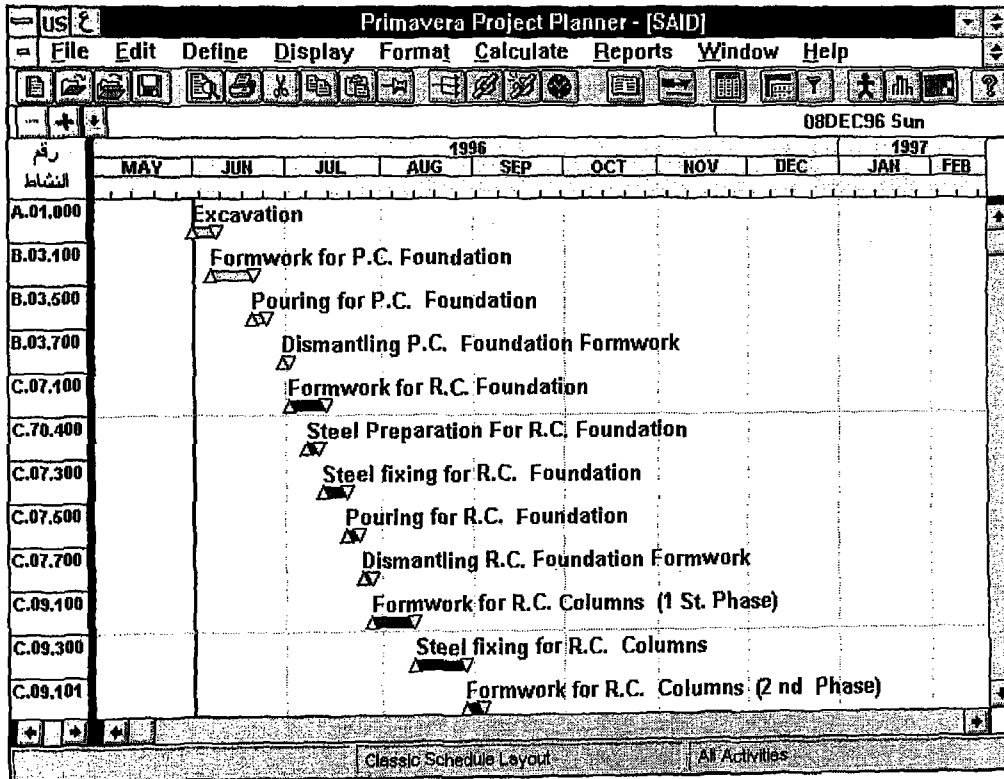 US ع Primavera Project Planner - [SAID]
File Edit Define Display Format Calculate Reports Window Help
08DEC96 Sun
رقم النشاط
1996 1997
MAY JUN JUL AUG SEP OCT NOV DEC JAN FEB
A.01.000 Excavation
B.03.100 Formwork for P.C. Foundation
B.03.500 Pouring for P.C. Foundation
B.03.700 Dismantling P.C. Foundation Formwork
C.07.100 Formwork for R.C. Foundation
C.70.400 Steel Preparation For R.C. Foundation
C.07.300 Steel fixing for R.C. Foundation
C.07.500 Pouring for R.C. Foundation
C.07.700 Dismantling R.C. Foundation Formwork
C.09.100 Formwork for R.C. Columns (1 St. Phase)
C.09.300 Steel fixing for R.C. Columns
C.09.101 Formwork for R.C. Columns (2 nd Phase)
Classic Schedule Layout All Activities